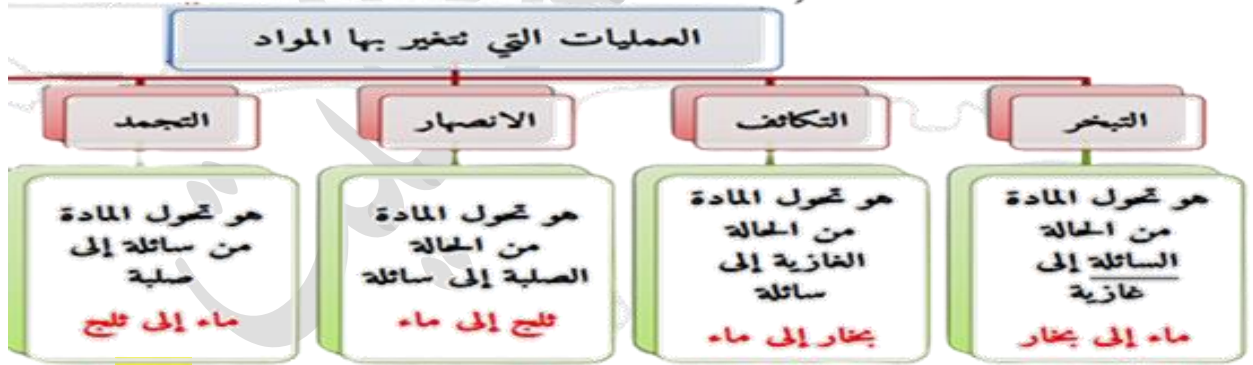 العمليات التي تتغير بها المواد
التبخر
هو تحول المادة
من الحالة
السائلة إلى
غازية
ماء إلى بخار
التكاثف
هو تحول المادة
من الحالة
الغازية إلى
سائلة
بخار إلى ماء
الانصهار
هو تحول المادة
من الحالة
الصلبة إلى سائلة
ثلج إلى ماء
التجمد
هو تحول المادة
من سائلة إلى
صلبة
ماء إلى ثلج